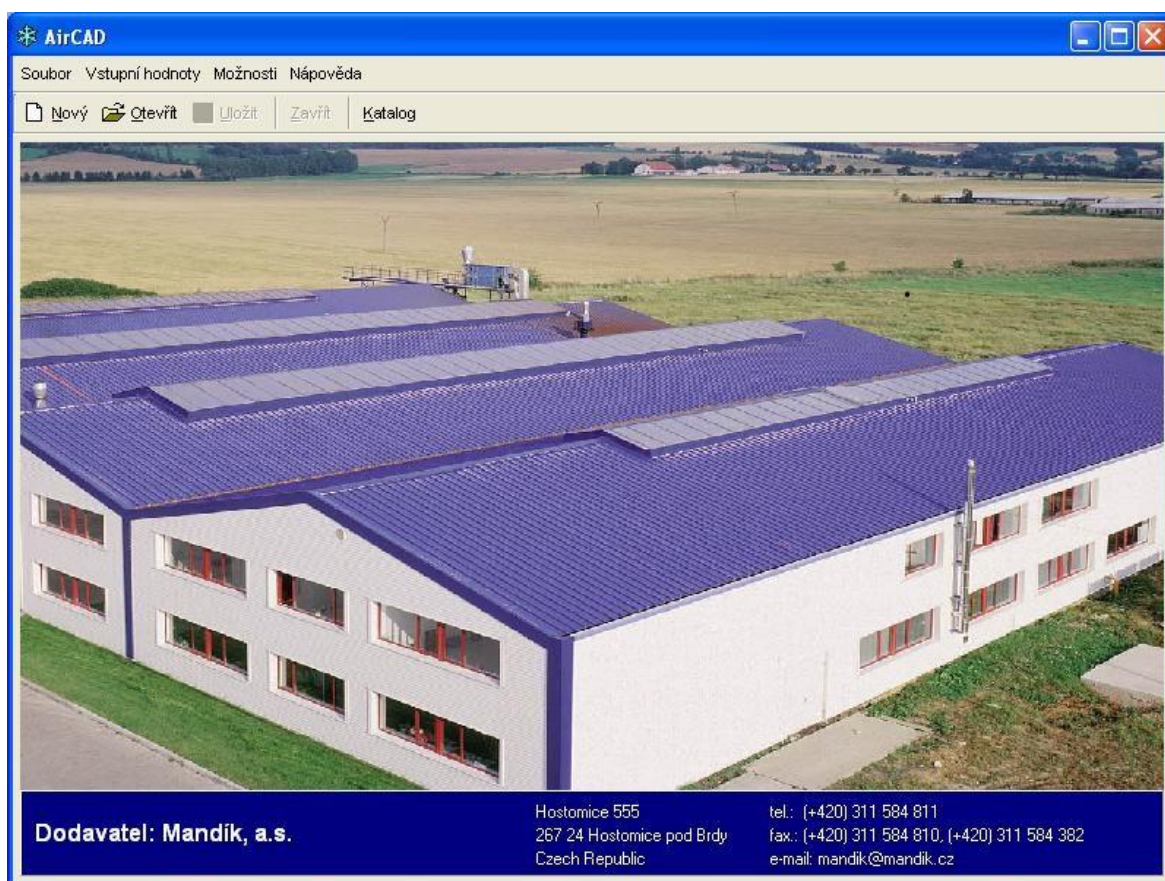 AirCAD
Soubor Vstupní hodnoty Možnosti Nápověda
Nový Otevřít Uložit Zavřít Katalog
Dodavatel: Mandík, a.s.
Hostomice 555
267 24 Hostomice pod Brdy
Czech Republic
tel.: (+420) 311 584 811
fax.: (+420) 311 584 810, (+420) 311 584 382
e-mail: mandik@mandik.cz